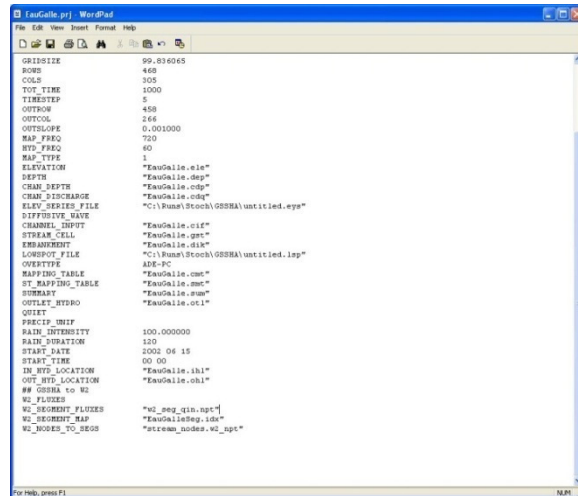 EauGalle.prj - WordPad
File Edit View Insert Format Help
GRIDSIZE 99.836065
ROWS 468
COLS 305
TOT_TIME 1000
TIMESTEP 5
OUTROW 458
OUTCOL 266
OUTSLOPE 0.001000
MAP_FREQ 720
HYD_FREQ 60
MAP_TYPE 1
ELEVATION "EauGalle.ele"
DEPTH "EauGalle.dep"
CHAN_DEPTH "EauGalle.cdp"
CHAN_DISCHARGE "EauGalle.cdq"
ELEV_SERIES_FILE "C:\Runs\Stoch\GSSHA\untitled.eys"
DIFFUSIVE_WAVE
CHANNEL_INPUT "EauGalle.cif"
STREAM_CELL "EauGalle.gst"
EMBANKMENT "EauGalle.dik"
LOWSPOT_FILE "C:\Runs\Stoch\GSSHA\untitled.lsp"
OVERTYPE ADE-PC
MAPPING_TABLE "EauGalle.cmt"
ST_MAPPING_TABLE "EauGalle.smt"
SUMMARY "EauGalle.sum"
OUTLET_HYDRO "EauGalle.otl"
QUIET
PRECIP_UNIF
RAIN_INTENSITY 100.000000
RAIN_DURATION 120
START_DATE 2002 06 15
START_TIME 00 00
IN_HYD_LOCATION "EauGalle.ihl"
OUT_HYD_LOCATION "EauGalle.ohl"
## GSSHA to W2
W2_FLUXES
W2_SEGMENT_FLUXES "w2_seg_qin.npt"
W2_SEGMENT_MAP "EauGalleSeg.idx"
W2_NODES_TO_SEGS "stream_nodes.w2_npt"
For Help, press F1 NUM